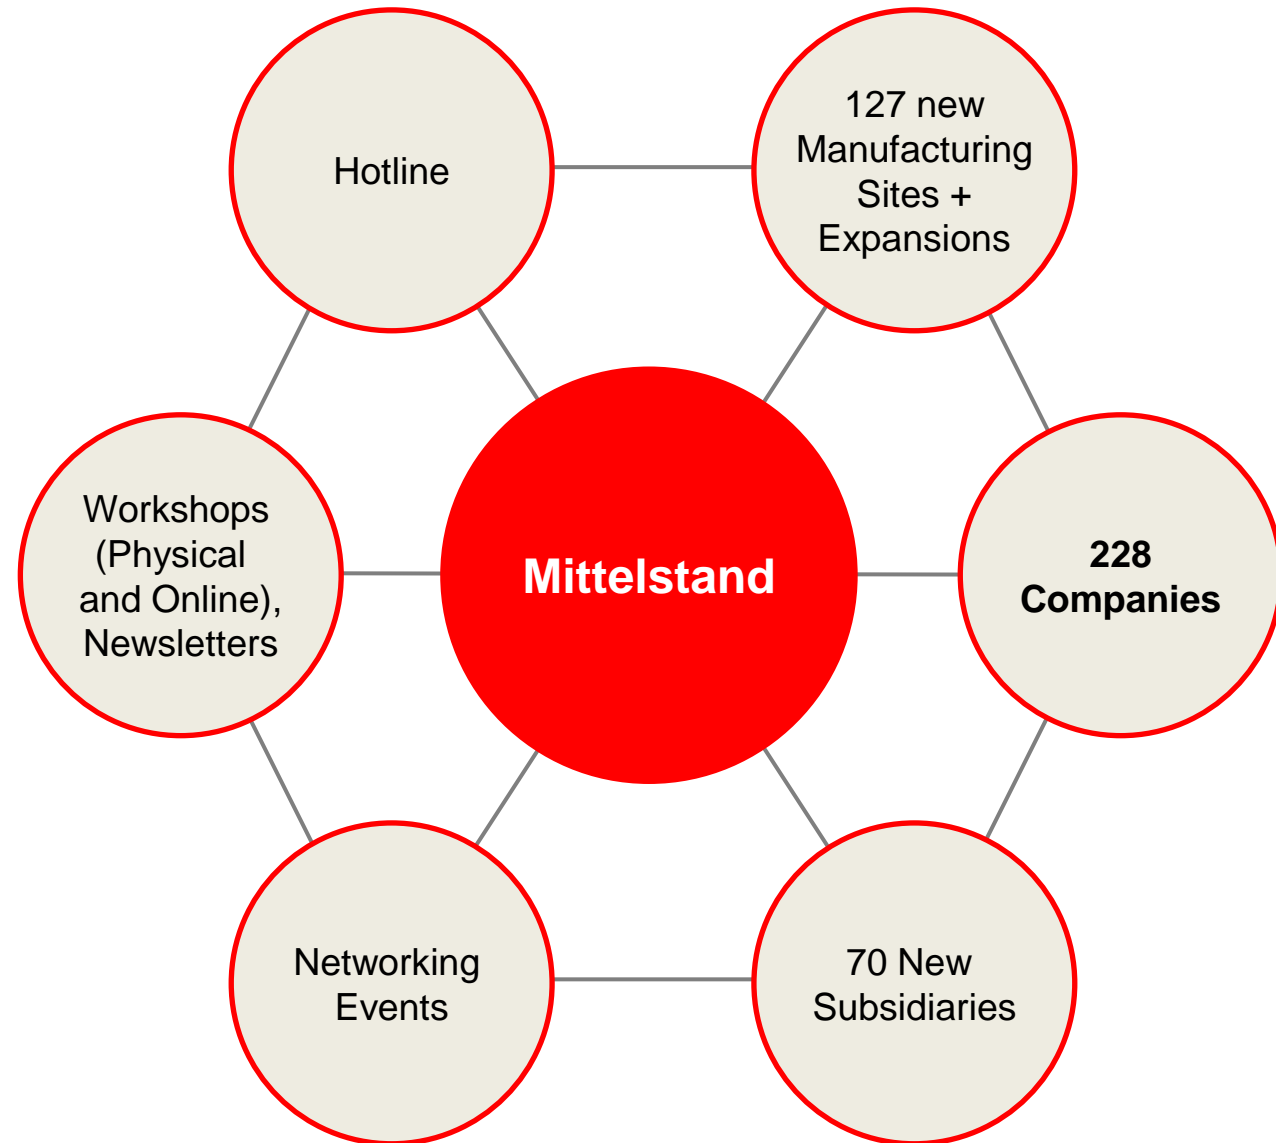 Hotline
127 new
Manufacturing
Sites +
Expansions
Workshops
(Physical
and Online),
Newsletters
Mittelstand
228
Companies
Networking
Events
70 New
Subsidiaries